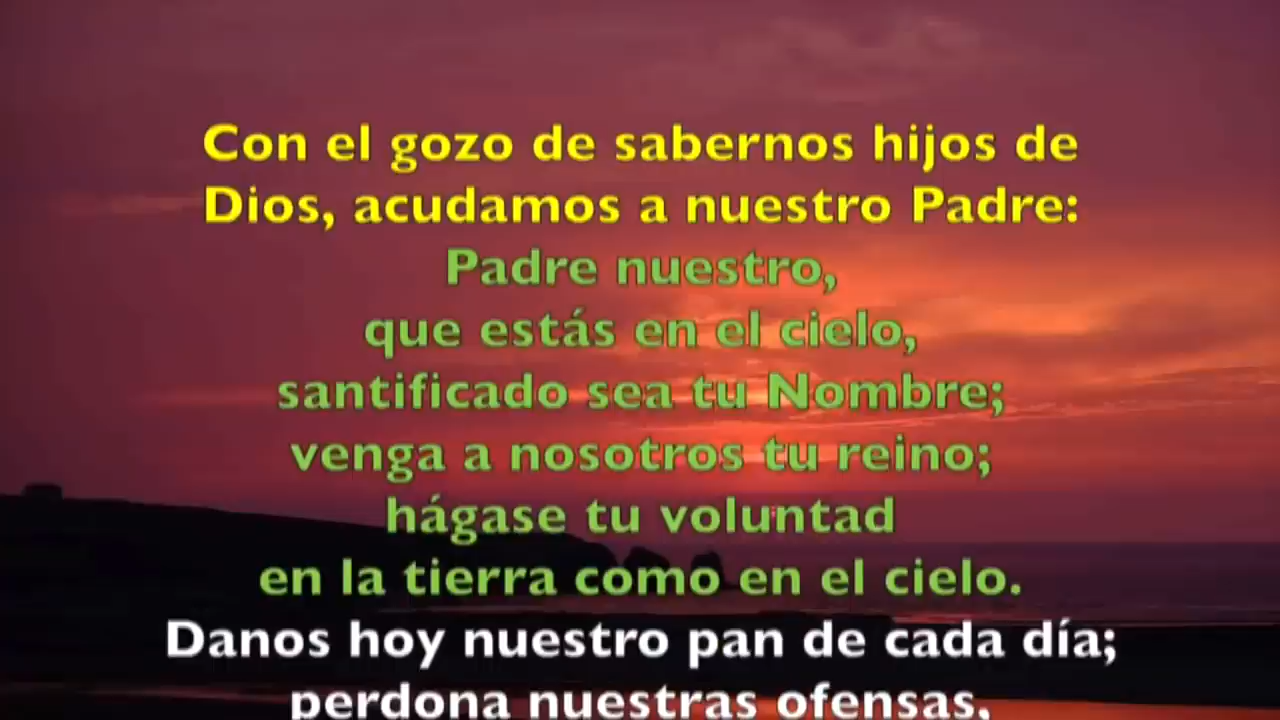 Con el gozo de sabernos hijos de
Dios, acudamos a nuestro Padre:
Padre nuestro,
que estás en el cielo,
santificado sea tu Nombre;
venga a nosotros tu reino;
hágase tu voluntad
en la tierra como en el cielo.
Danos hoy nuestro pan de cada día;
perdona nuestras ofensas,